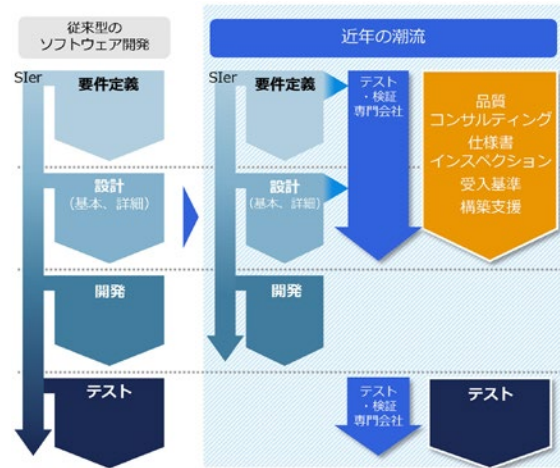 従来型の
ソフトウェア開発
近年の潮流
SIer
要件定義
設計
(基本、詳細)
開発
テスト
SIer
要件定義
設計
(基本、詳細)
開発
テスト
・検証
専門会社
品質
コンサルティング
仕様書
インスペクション
受入基準
構築支援
テスト
・検証
専門会社
テスト